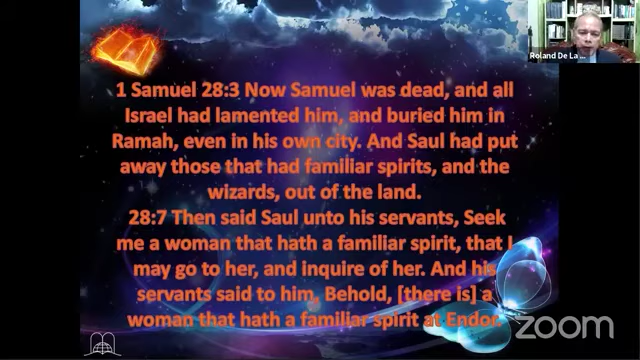 Roland De La ...
1 Samuel 28:3 Now Samuel was dead, and all
Israel had lamented him, and buried him in
Ramah, even in his own city. And Saul had put
away those that had familiar spirits, and the
wizards, out of the land.
28:7 Then said Saul unto his servants, Seek
me a woman that hath a familiar spirit, that I
may go to her, and inquire of her. And his
servants said to him, Behold, [there is] a
woman that hath a familiar spirit at Endor.
zoom